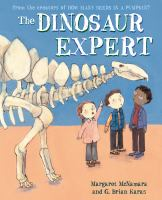 From the creators of HOW MANY SEEDS IN A PUMPKIN?
The DINOSAUR
EXPERT
Margaret McNamara
and G. Brian Karas